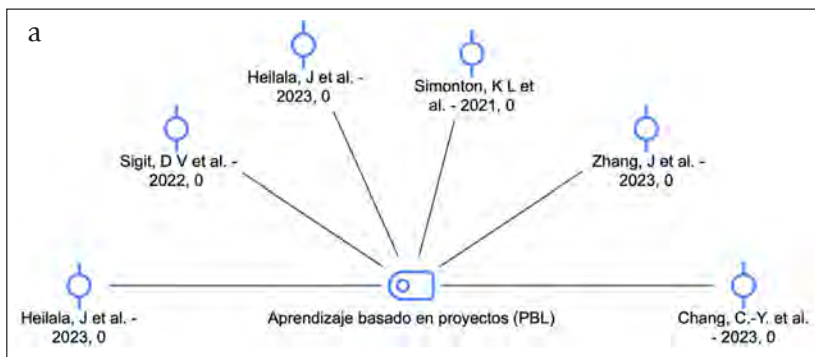 a
Heilala, J et al. -
2023, 0
Simonton, K L et
al. - 2021, 0
Sigit, D V et al. -
2022, 0
Zhang, J et al. -
2023, 0
Heilala, J et al. -
2023, 0
Aprendizaje basado en proyectos (PBL)
Chang, C.-Y. et al.
- 2023, 0